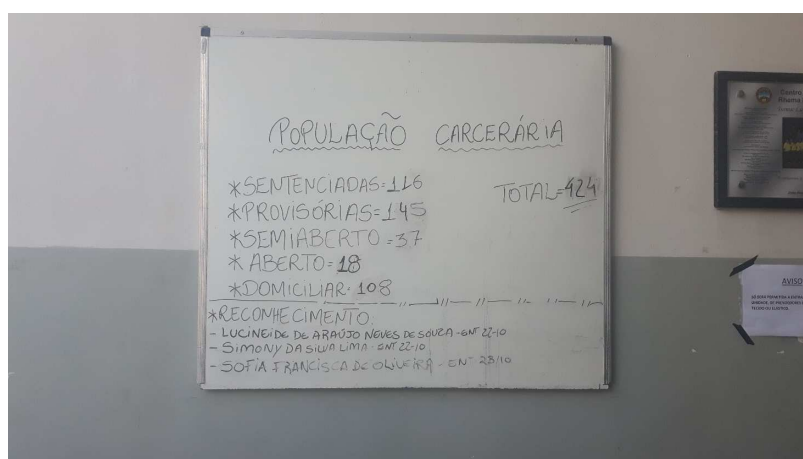 POPULAÇÃO CARCERÁRIA
*SENTENCIADAS=116
TOTAL=424
*PROVISÓRIAS=145
*SEMIABERTO=37
*ABERTO=18
*DOMICILIAR=108
*RECONHECIMENTO
- LUCINEIDE DE ARAÚJO NEVES DE SOUZA - ENT 22-10
- SIMONY DA SILVA LIMA - ENT 22-10
- SOFIA FRANCISCA DE OLIVEIRA - ENT 23/10
AVISO